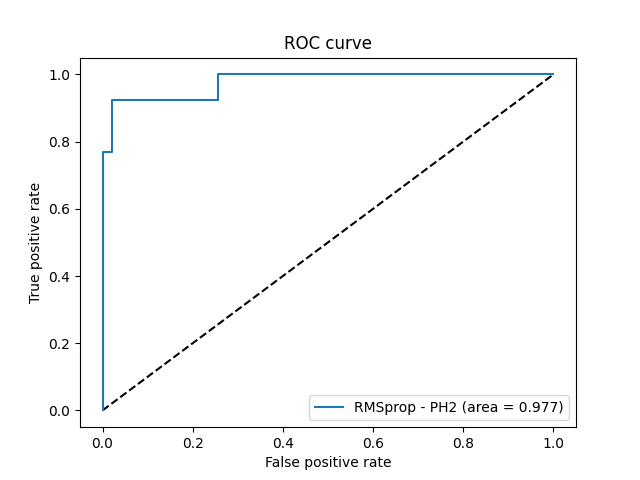 ROC curve
True positive rate
1.0
0.8
0.6
0.4
0.2
0.0
RMSprop - PH2 (area = 0.977)
0.0 0.2 0.4 0.6 0.8 1.0
False positive rate